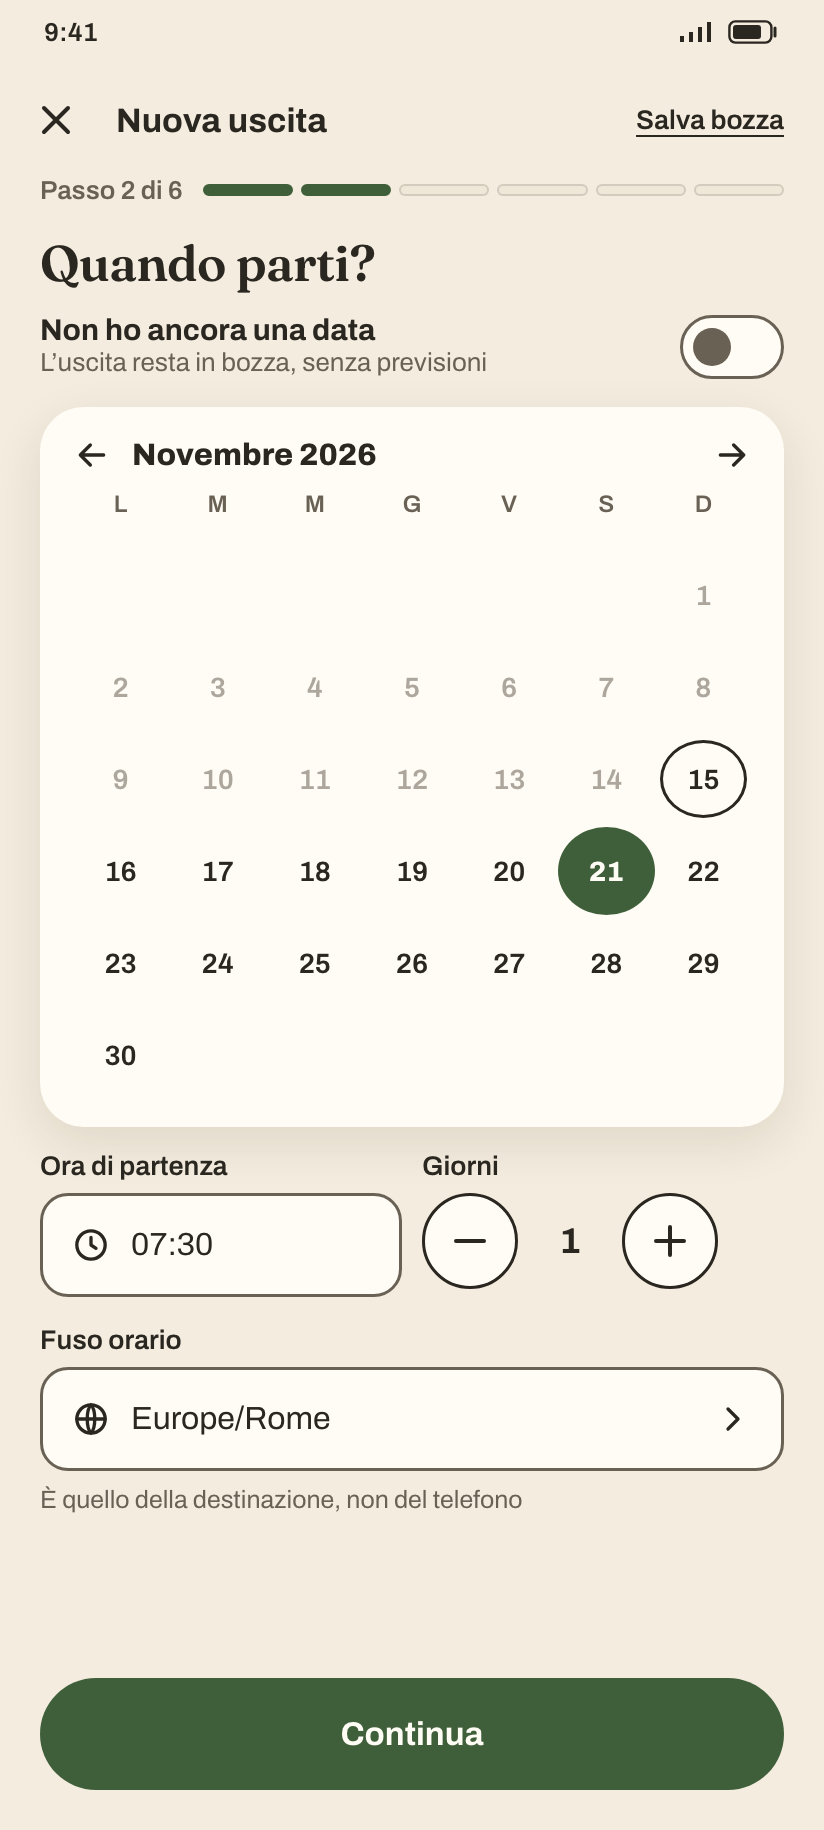 9:41
Nuova uscita
Salva bozza
Passo 2 di 6
Quando parti?
Non ho ancora una data
L’uscita resta in bozza, senza previsioni
Novembre 2026
L M M G V S D
1
2 3 4 5 6 7 8
9 10 11 12 13 14 15
16 17 18 19 20 21 22
23 24 25 26 27 28 29
30
Ora di partenza
Giorni
07:30
1
Fuso orario
Europe/Rome
È quello della destinazione, non del telefono
Continua